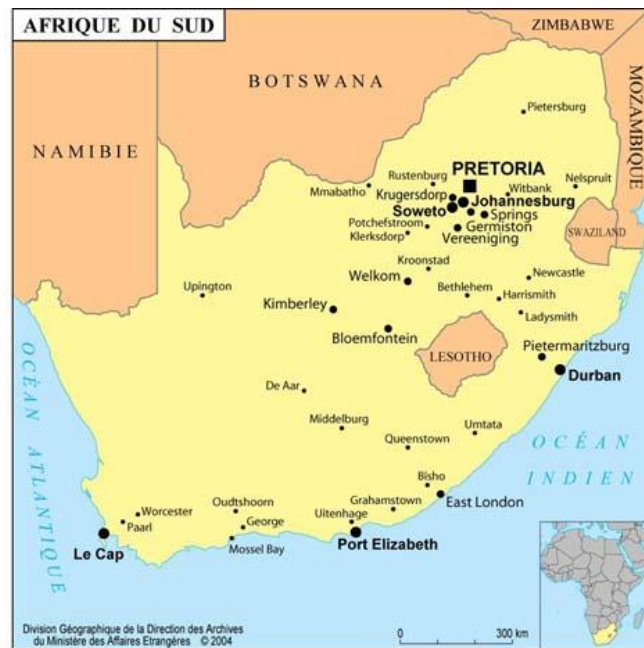 AFRIQUE DU SUD
ZIMBABWE
BOTSWANA
MOZAMBIQUE
NAMIBIE
Pietersburg
PRETORIA
Rustenburg
Mmabatho
Krugersdorp
Witbank
Nelspruit
Johannesburg
Soweto
Springs
Potchefstroom
Germiston
Klerksdorp
Vereeniging
SWAZILAND
Kroonstad
Welkom
Newcastle
Upington
Bethlehem
Harrismith
Kimberley
Ladysmith
Bloemfontein
Pietermaritzburg
LESOTHO
Durban
De Aar
OCÉAN ATLANTIQUE
Middelburg
Umtata
Queenstown
OCÉAN
INDIEN
Bisho
East London
Grahamstown
Uitenhage
Oudtshoorn
Worcester
Paarl
George
Le Cap
Mossel Bay
Port Elizabeth
Division Géographique de la Direction des Archives
du Ministère des Affaires Etrangères © 2004
0 300 km